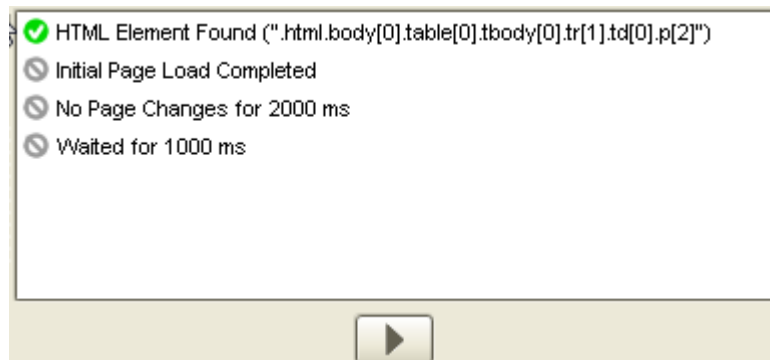 HTML Element Found (".html.body[0].table[0].tbody[0].tr[1].td[0].p[2]")
Initial Page Load Completed
No Page Changes for 2000 ms
Waited for 1000 ms